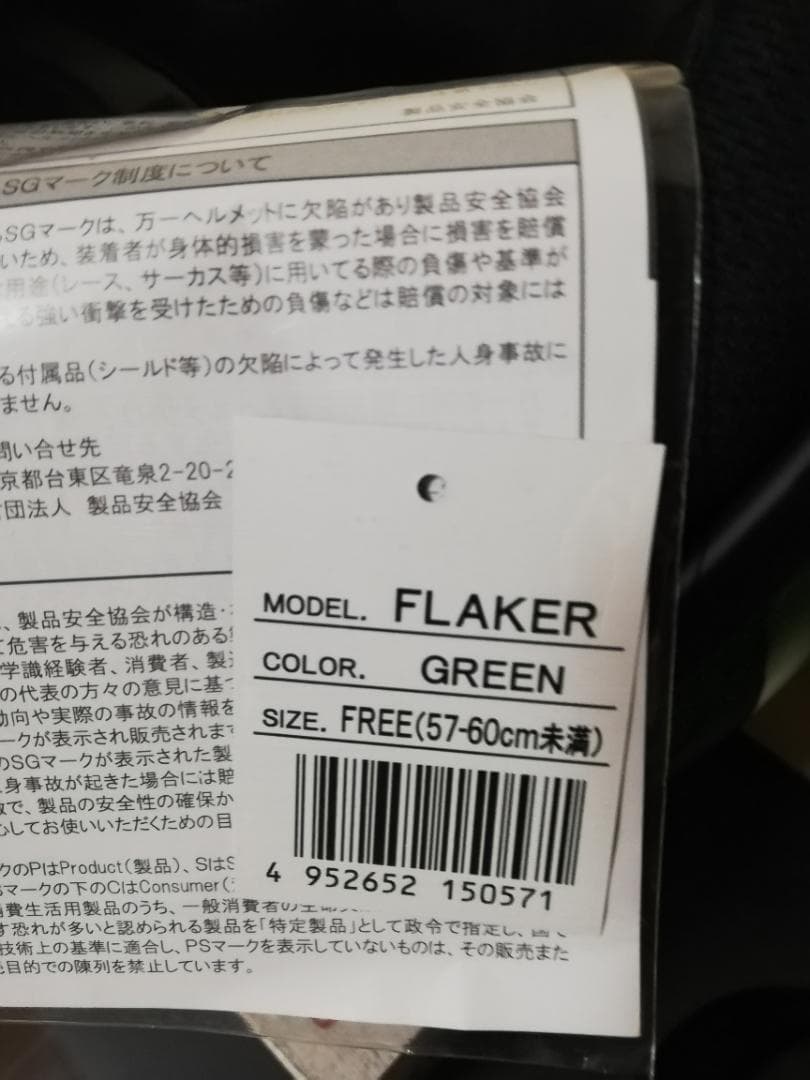 SGマーク制度について
SGマークは、万一ヘルメットに欠陥があり製品安全協会
いため、装着者が身体的損害を蒙った場合に損害を賠償
用途(レース、サーカス等)に用いてる際の負傷や基準が
る強い衝撃を受けたための負傷などは賠償の対象には
る付属品(シールド等)の欠陥によって発生した人身事故に
ません。
問い合せ先
京都台東区竜泉2-20-2
団法人 製品安全協会
、製品安全協会が構造・
て危害を与える恐れのある
学識経験者、消費者、製
の代表の方々の意見に基づ
動向や実際の事故の情報を
ークが表示され販売されます
のSGマークが表示された製
人身事故が起きた場合には賠
で、製品の安全性の確保か
心してお使いいただくための目
クのPはProduct(製品)、SはS
マークの下のCはConsumer(
費生活用製品のうち、一般消費者の生命
す恐れが多いと認められる製品を「特定製品」として政令で指定し、国で
技術上の基準に適合し、PSマークを表示していないものは、その販売また
目的での陳列を禁止しています。
MODEL. FLAKER
COLOR. GREEN
SIZE. FREE(57-60cm未満)
4 952652 150571